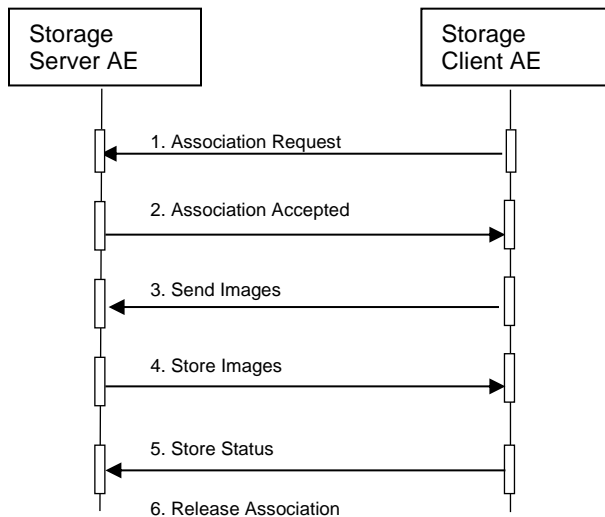 Storage
Server AE
Storage
Client AE
1. Association Request
2. Association Accepted
3. Send Images
4. Store Images
5. Store Status
6. Release Association